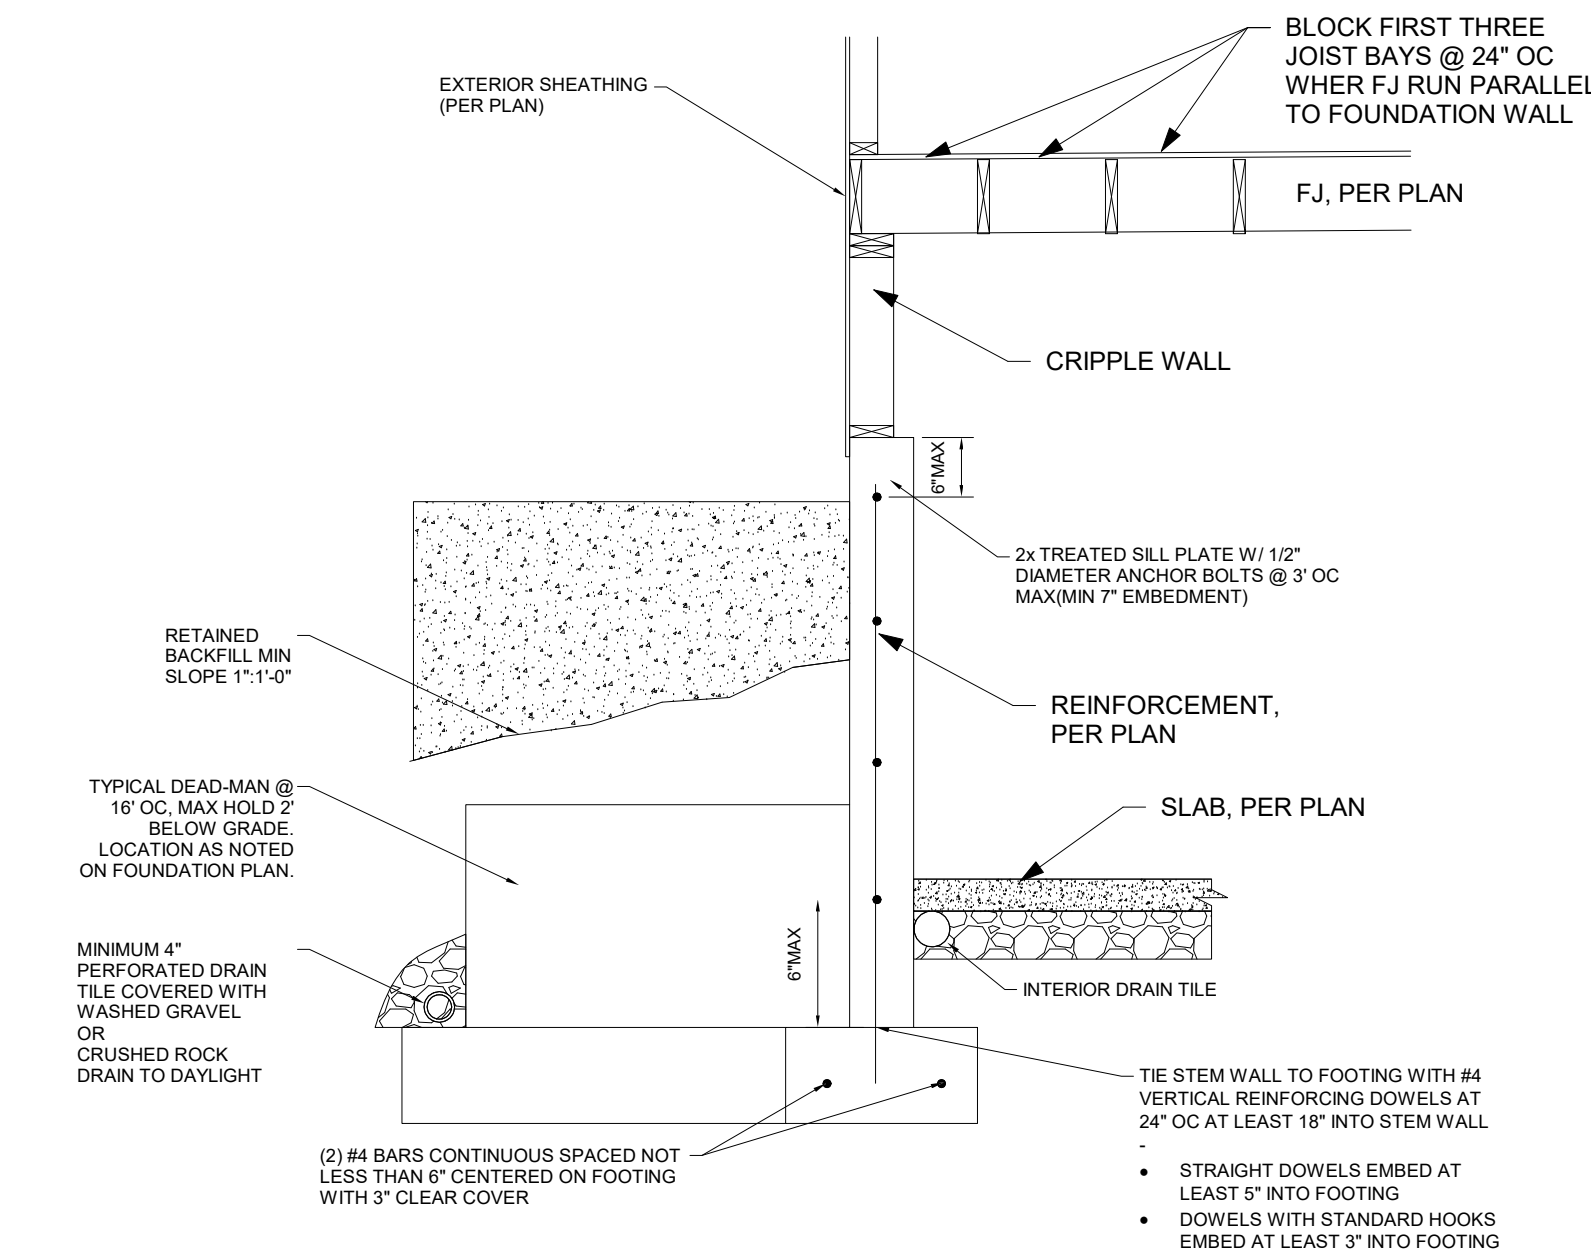 BLOCK FIRST THREE
JOIST BAYS @ 24" OC
WHER FJ RUN PARALLEL
TO FOUNDATION WALL
EXTERIOR SHEATHING
(PER PLAN)
FJ, PER PLAN
CRIPPLE WALL
6"MAX
2x TREATED SILL PLATE W/ 1/2"
DIAMETER ANCHOR BOLTS @ 3' OC
MAX(MIN 7" EMBEDMENT)
RETAINED
BACKFILL MIN
SLOPE 1":1'-0"
REINFORCEMENT,
PER PLAN
TYPICAL DEAD-MAN @
16' OC, MAX HOLD 2'
BELOW GRADE.
LOCATION AS NOTED
ON FOUNDATION PLAN.
SLAB, PER PLAN
MINIMUM 4"
PERFORATED DRAIN
TILE COVERED WITH
WASHED GRAVEL
OR
CRUSHED ROCK
DRAIN TO DAYLIGHT
6"MAX
INTERIOR DRAIN TILE
(2) #4 BARS CONTINUOUS SPACED NOT
LESS THAN 6" CENTERED ON FOOTING
WITH 3" CLEAR COVER
TIE STEM WALL TO FOOTING WITH #4
VERTICAL REINFORCING DOWELS AT
24" OC AT LEAST 18" INTO STEM WALL
-
• STRAIGHT DOWELS EMBED AT
LEAST 5" INTO FOOTING
• DOWELS WITH STANDARD HOOKS
EMBED AT LEAST 3" INTO FOOTING